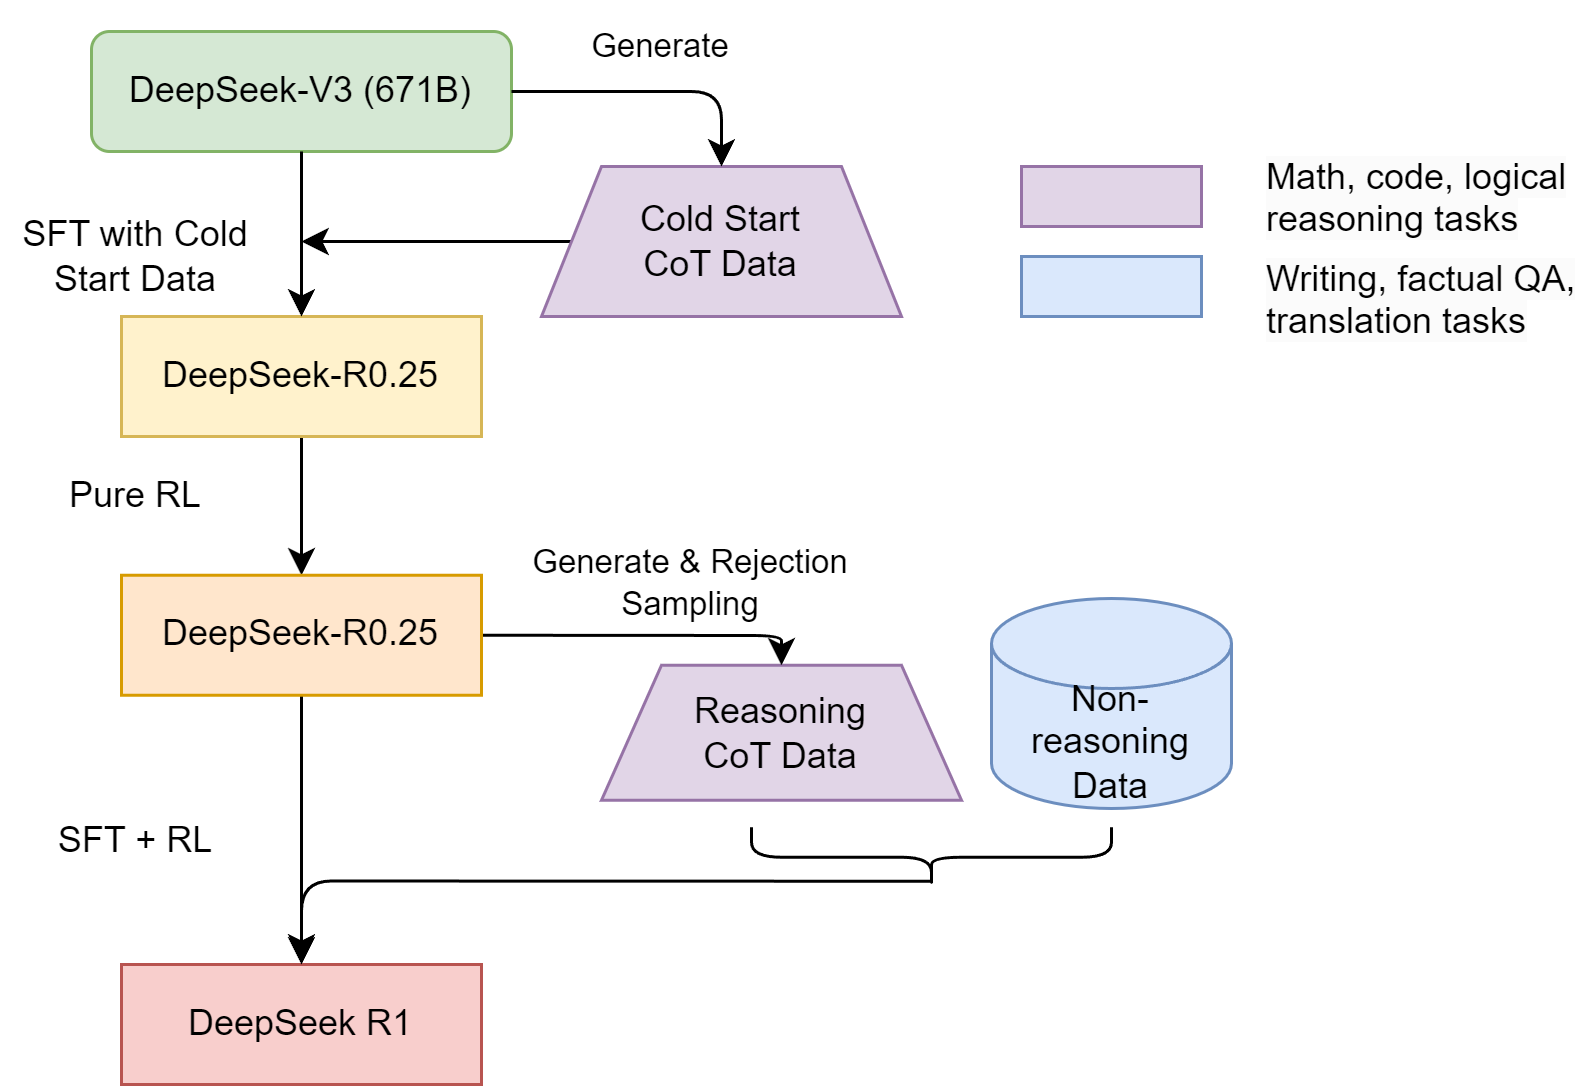 DeepSeek-V3 (671B)
Generate
Cold Start
CoT Data
SFT with Cold
Start Data
Math, code, logical
reasoning tasks
Writing, factual QA,
translation tasks
DeepSeek-R0.25
Pure RL
DeepSeek-R0.25
Generate & Rejection
Sampling
Reasoning
CoT Data
Non-
reasoning
Data
SFT + RL
DeepSeek R1